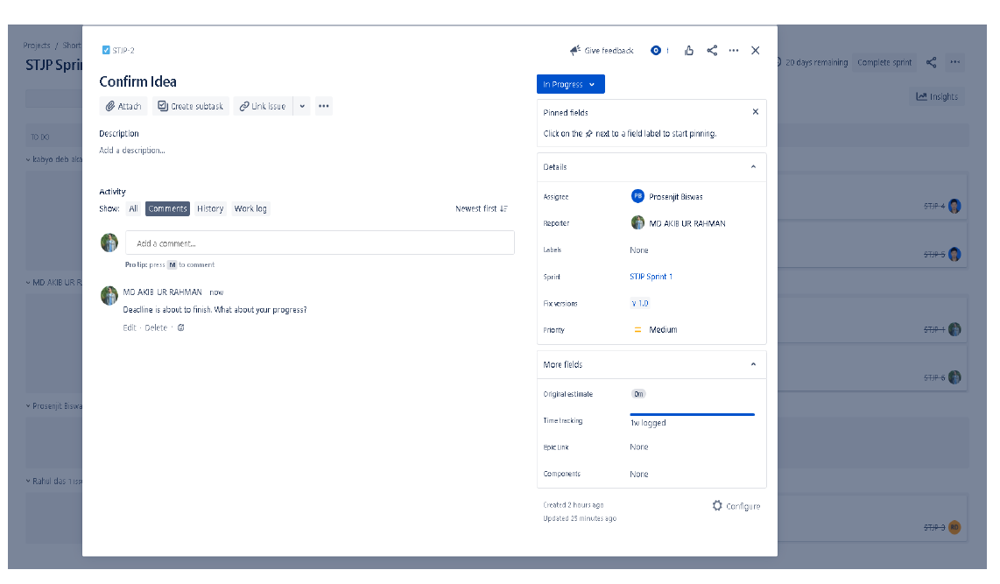 Projects / Short
STJP Sprin
20 days remaining
Complete sprint
Insights
TO DO
kabyo deb aka
MD AKIB UR R
Prosenjit Biswa
Rahul das 1 issu
STJP-4
STJP-5
STJP-1
STJP-6
STJP-3
RD
STJP-2
Give feedback
1
Confirm Idea
Attach
Create subtask
Link issue
Description
Add a description...
Activity
Show: All Comments History Work log
Newest first
Add a comment...
Pro tip: press M to comment
MD AKIB UR RAHMAN now
Deadline is about to finish. What about your progress?
Edit · Delete ·
In Progress
Pinned fields
Click on the next to a field label to start pinning.
Details
Assignee PB Prosenjit Biswas
Reporter MD AKIB UR RAHMAN
Labels None
Sprint STJP Sprint 1
Fix versions v 1.0
Priority Medium
More fields
Original estimate 0m
Time tracking 1w logged
Epic Link None
Components None
Created 2 hours ago
Configure
Updated 25 minutes ago